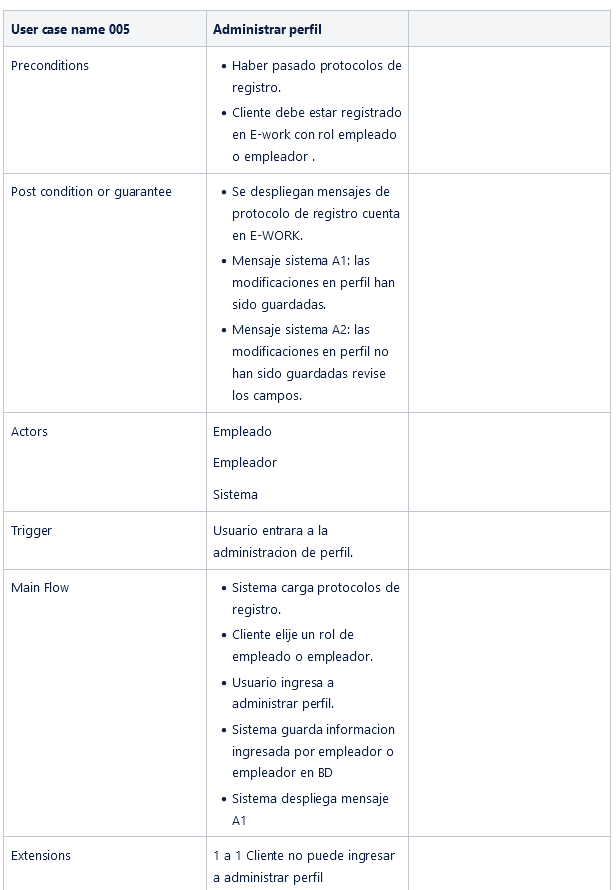 User case name 005
Administrar perfil
Preconditions
• Haber pasado protocolos de
registro.
• Cliente debe estar registrado
en E-work con rol empleado
o empleador .
Post condition or guarantee
• Se despliegan mensajes de
protocolo de registro cuenta
en E-WORK.
• Mensaje sistema A1: las
modificaciones en perfil han
sido guardadas.
• Mensaje sistema A2: las
modificaciones en perfil no
han sido guardadas revise
los campos.
Actors
Empleado
Empleador
Sistema
Trigger
Usuario entrara a la
administracion de perfil.
Main Flow
• Sistema carga protocolos de
registro.
• Cliente elije un rol de
empleado o empleador.
• Usuario ingresa a
administrar perfil.
• Sistema guarda informacion
ingresada por empleador o
empleador en BD
• Sistema despliega mensaje
A1
Extensions
1 a 1 Cliente no puede ingresar
a administrar perfil